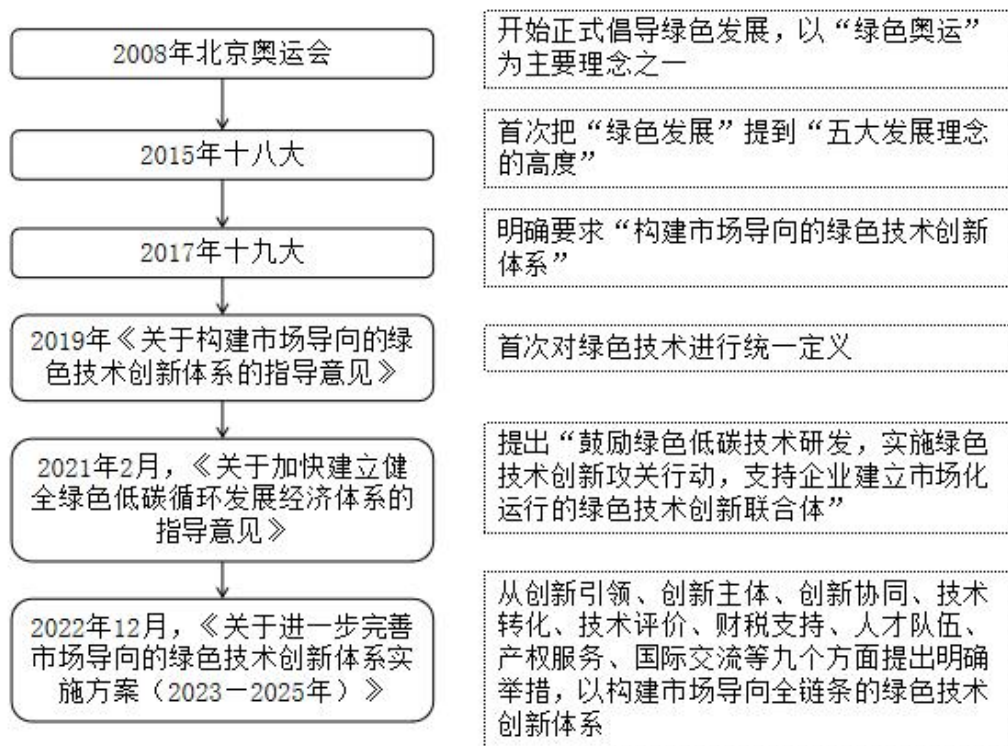 2008年北京奥运会
开始正式倡导绿色发展，以“绿色奥运”
为主要理念之一
2015年十八大
首次把“绿色发展”提到“五大发展理念
的高度”
2017年十九大
明确要求“构建市场导向的绿色技术创新
体系”
2019年《关于构建市场导向的绿
色技术创新体系的指导意见》
首次对绿色技术进行统一定义
2021年2月，《关于加快建立健
全绿色低碳循环发展经济体系的
指导意见》
提出“鼓励绿色低碳技术研发，实施绿色
技术创新攻关行动，支持企业建立市场化
运行的绿色技术创新联合体”
2022年12月，《关于进一步完善
市场导向的绿色技术创新体系实
施方案（2023—2025年）》
从创新引领、创新主体、创新协同、技术
转化、技术评价、财税支持、人才队伍、
产权服务、国际交流等九个方面提出明确
举措，以构建市场导向全链条的绿色技术
创新体系